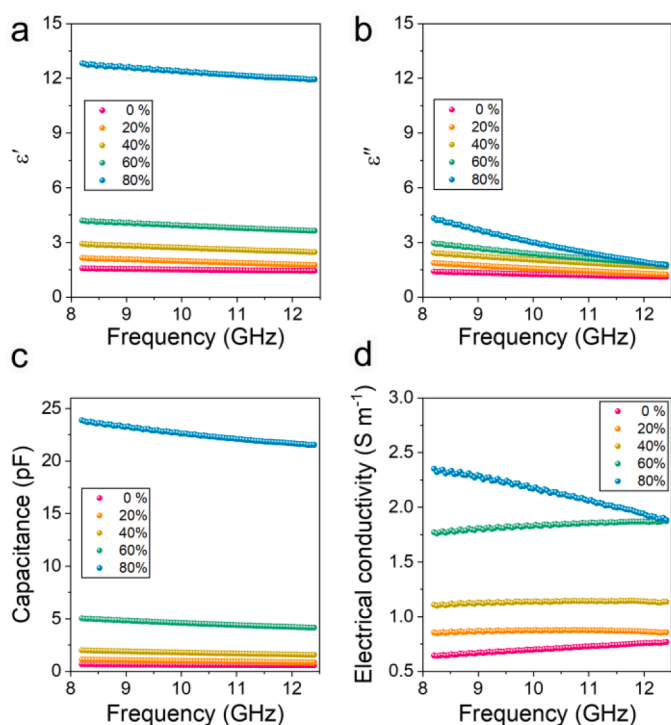 a
15
12
9
6
3
0
ε′
0 %
20%
40%
60%
80%
8 9 10 11 12
Frequency (GHz)
b
15
12
9
6
3
0
ε″
0 %
20%
40%
60%
80%
8 9 10 11 12
Frequency (GHz)
c
25
20
15
10
5
0
Capacitance (pF)
0 %
20%
40%
60%
80%
8 9 10 11 12
Frequency (GHz)
d
3.0
2.5
2.0
1.5
1.0
0.5
Electrical conductivity (S m⁻¹)
0 %
20%
40%
60%
80%
8 9 10 11 12
Frequency (GHz)